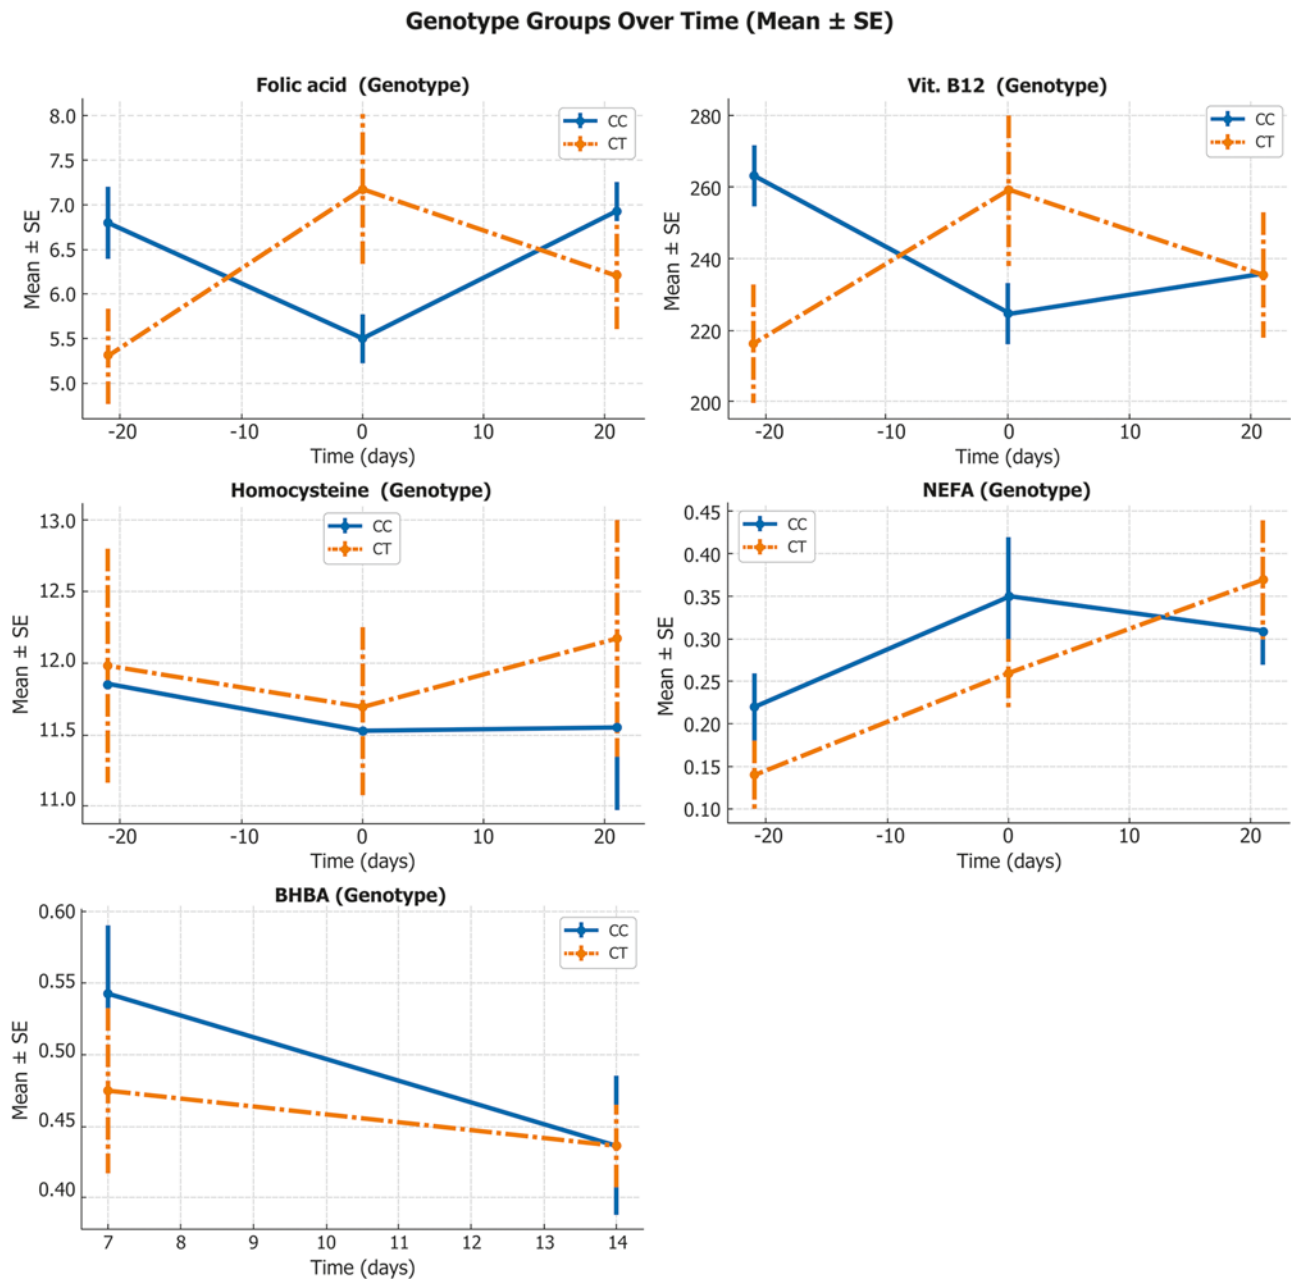 Genotype Groups Over Time (Mean ± SE)
Folic acid (Genotype)
8.0
7.5
7.0
6.5
6.0
5.5
5.0
Mean ± SE
CC
CT
-20 -10 0 10 20
Time (days)
Vit. B12 (Genotype)
280
260
240
220
200
Mean ± SE
CC
CT
-20 -10 0 10 20
Time (days)
Homocysteine (Genotype)
13.0
12.5
12.0
11.5
11.0
Mean ± SE
CC
CT
-20 -10 0 10 20
Time (days)
NEFA (Genotype)
0.45
0.40
0.35
0.30
0.25
0.20
0.15
0.10
Mean ± SE
CC
CT
-20 -10 0 10 20
Time (days)
BHBA (Genotype)
0.60
0.55
0.50
0.45
0.40
Mean ± SE
CC
CT
7 8 9 10 11 12 13 14
Time (days)